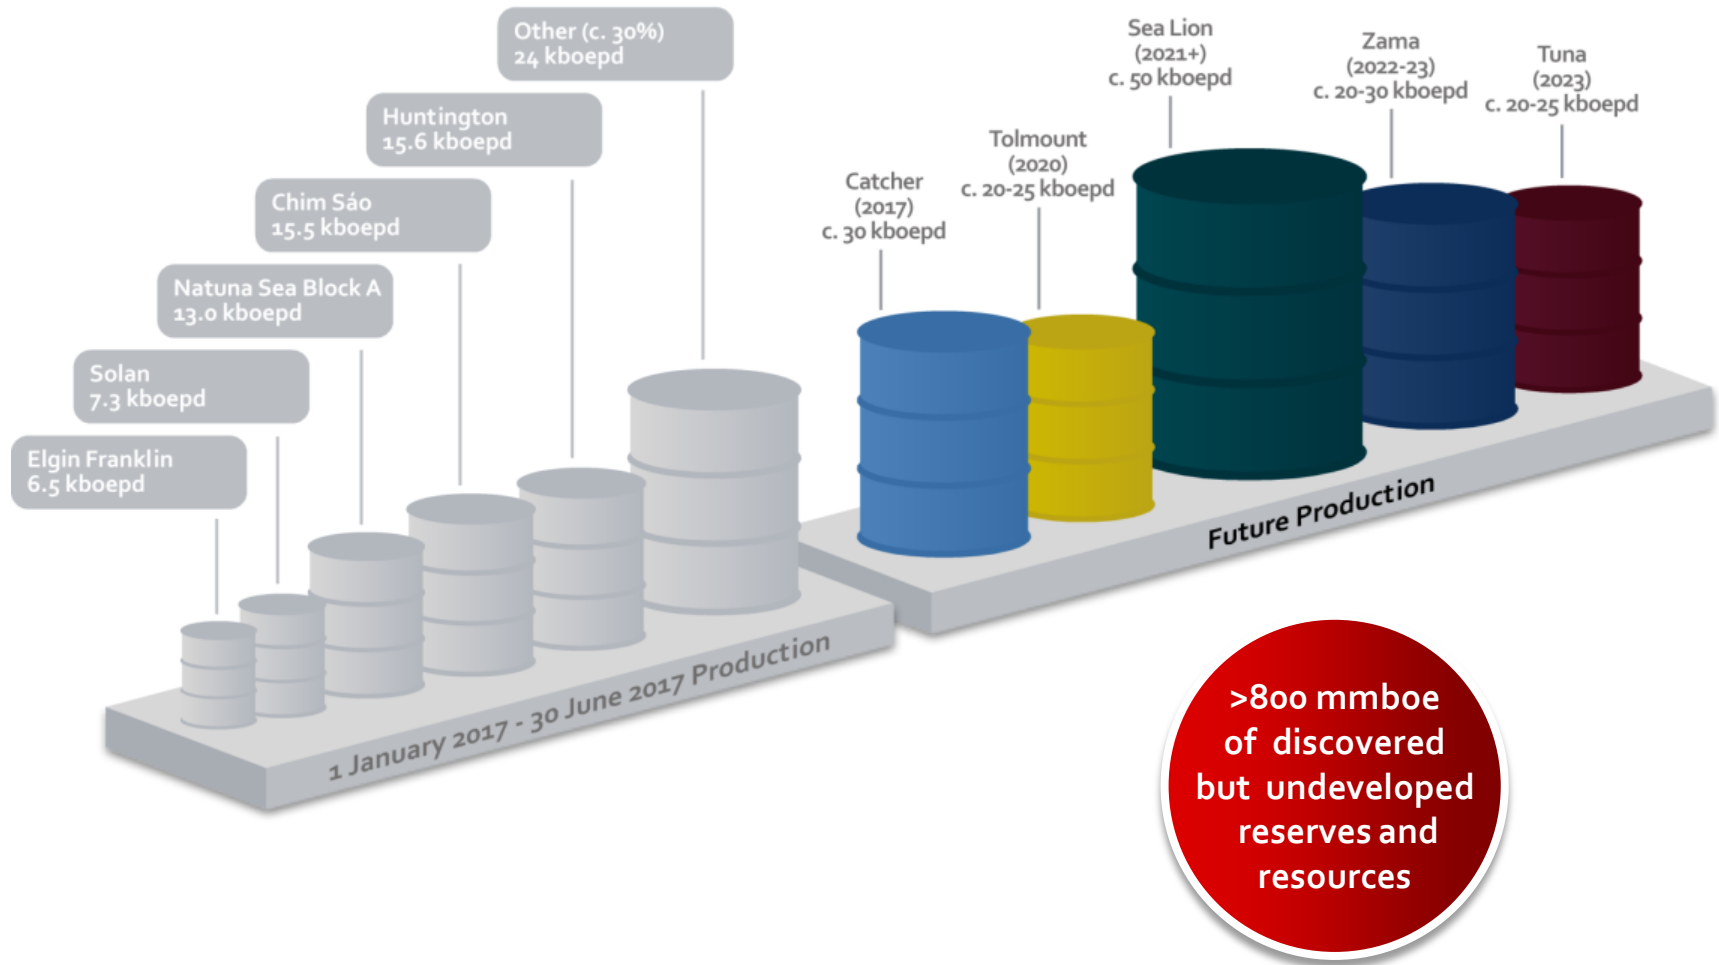 Other (c. 30%)
24 kboepd
Huntington
15.6 kboepd
Chim Sáo
15.5 kboepd
Natuna Sea Block A
13.0 kboepd
Solan
7.3 kboepd
Elgin Franklin
6.5 kboepd
1 January 2017 - 30 June 2017 Production
Catcher
(2017)
c. 30 kboepd
Tolmount
(2020)
c. 20-25 kboepd
Sea Lion
(2021+)
c. 50 kboepd
Zama
(2022-23)
c. 20-30 kboepd
Tuna
(2023)
c. 20-25 kboepd
Future Production
>800 mmboe
of discovered
but undeveloped
reserves and
resources